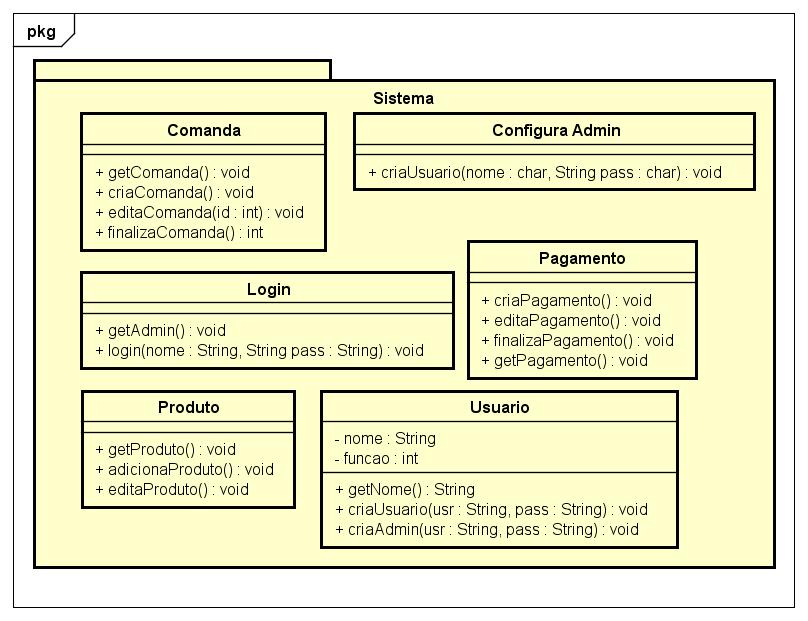 pkg
Sistema
Comanda
+ getComanda() : void
+ criaComanda() : void
+ editaComanda(id : int) : void
+ finalizaComanda() : int
Configura Admin
+ criaUsuario(nome : char, String pass : char) : void
Login
+ getAdmin() : void
+ login(nome : String, String pass : String) : void
Pagamento
+ criaPagamento() : void
+ editaPagamento() : void
+ finalizaPagamento() : void
+ getPagamento() : void
Produto
+ getProduto() : void
+ adicionaProduto() : void
+ editaProduto() : void
Usuario
- nome : String
- funcao : int
+ getNome() : String
+ criaUsuario(usr : String, pass : String) : void
+ criaAdmin(usr : String, pass : String) : void